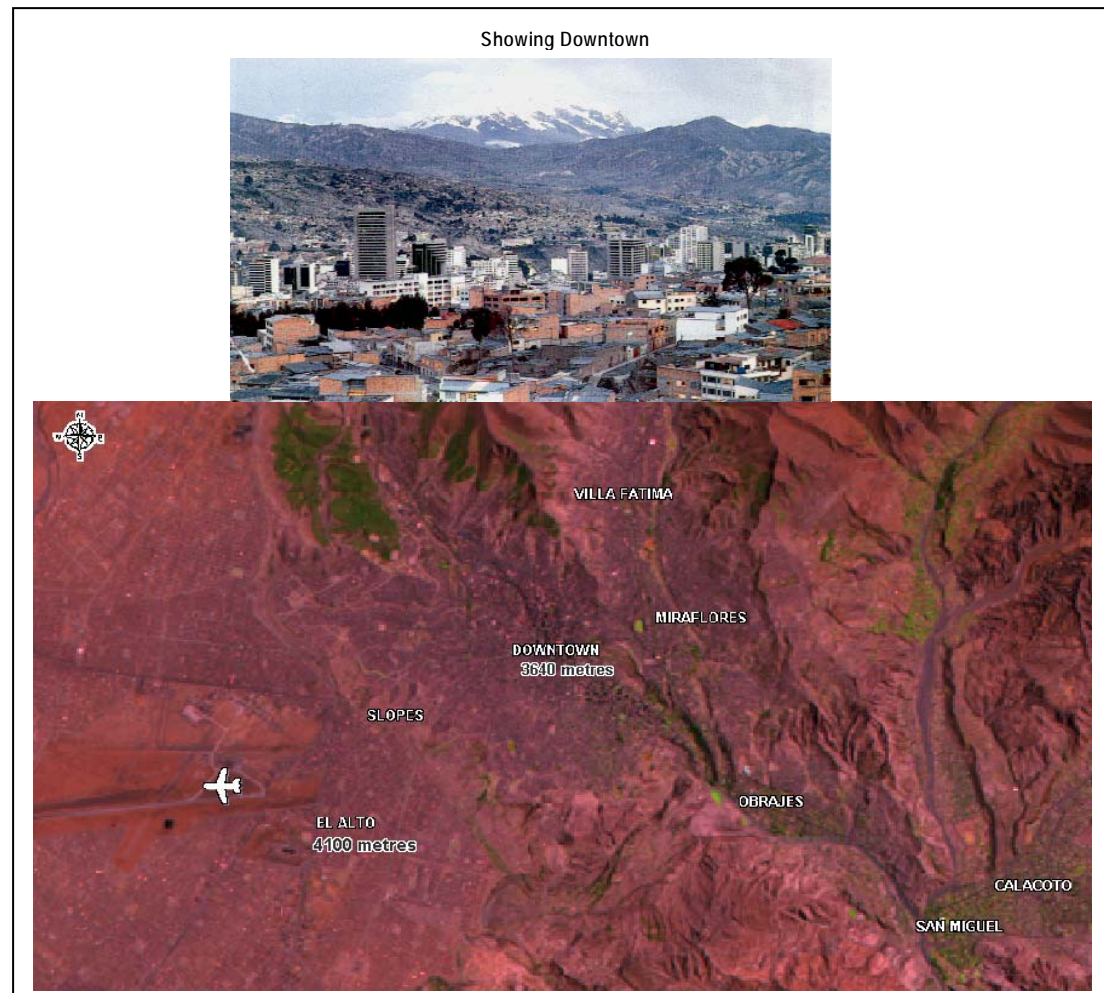 Showing Downtown
N
W E
S
VILLA FATIMA
MIRAFLORES
DOWNTOWN
3640 metres
SLOPES
OBRAJES
EL ALTO
4100 metres
CALACOTO
SAN MIGUEL